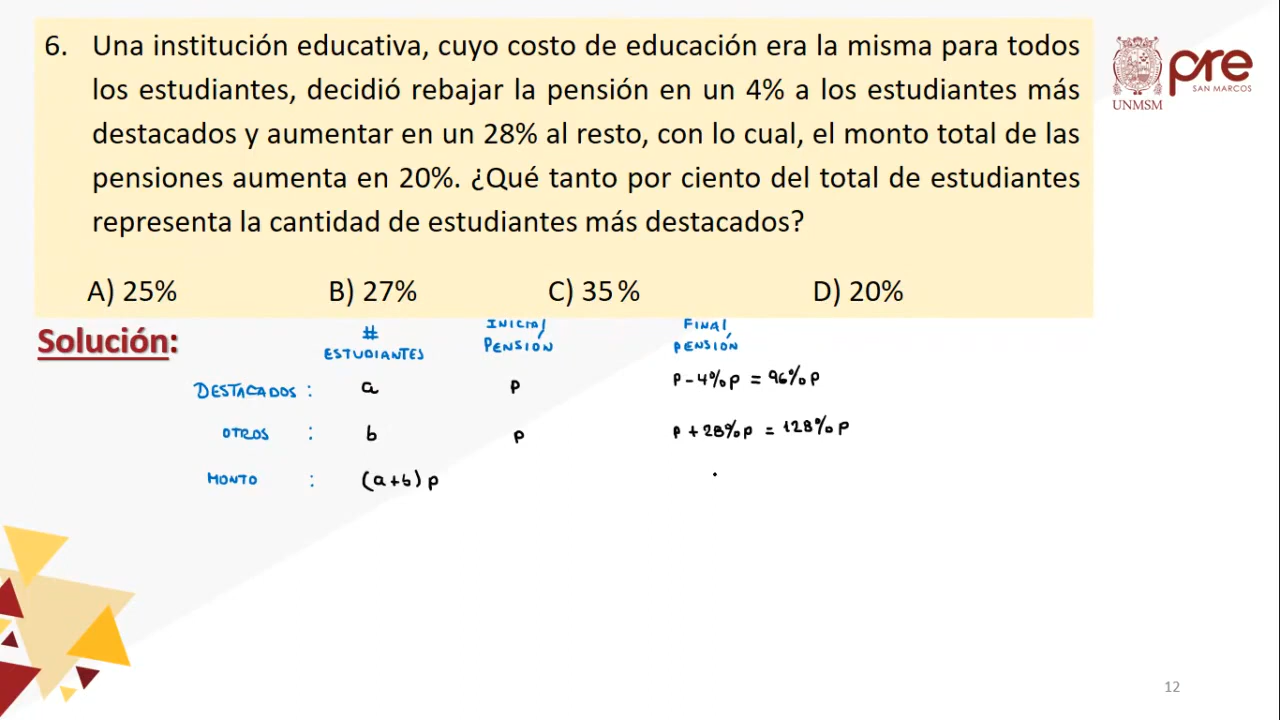 6. Una institución educativa, cuyo costo de educación era la misma para todos
los estudiantes, decidió rebajar la pensión en un 4% a los estudiantes más
destacados y aumentar en un 28% al resto, con lo cual, el monto total de las
pensiones aumenta en 20%. ¿Qué tanto por ciento del total de estudiantes
representa la cantidad de estudiantes más destacados?
A) 25% B) 27% C) 35% D) 20%
pre
SAN MARCOS
UNMSM
Solución:
# ESTUDIANTES
INICIAL PENSIÓN
FINAL PENSIÓN
DESTACADOS : a p p - 4% p = 96% p
OTROS : b p p + 28% p = 128% p
MONTO : (a+b) p
12